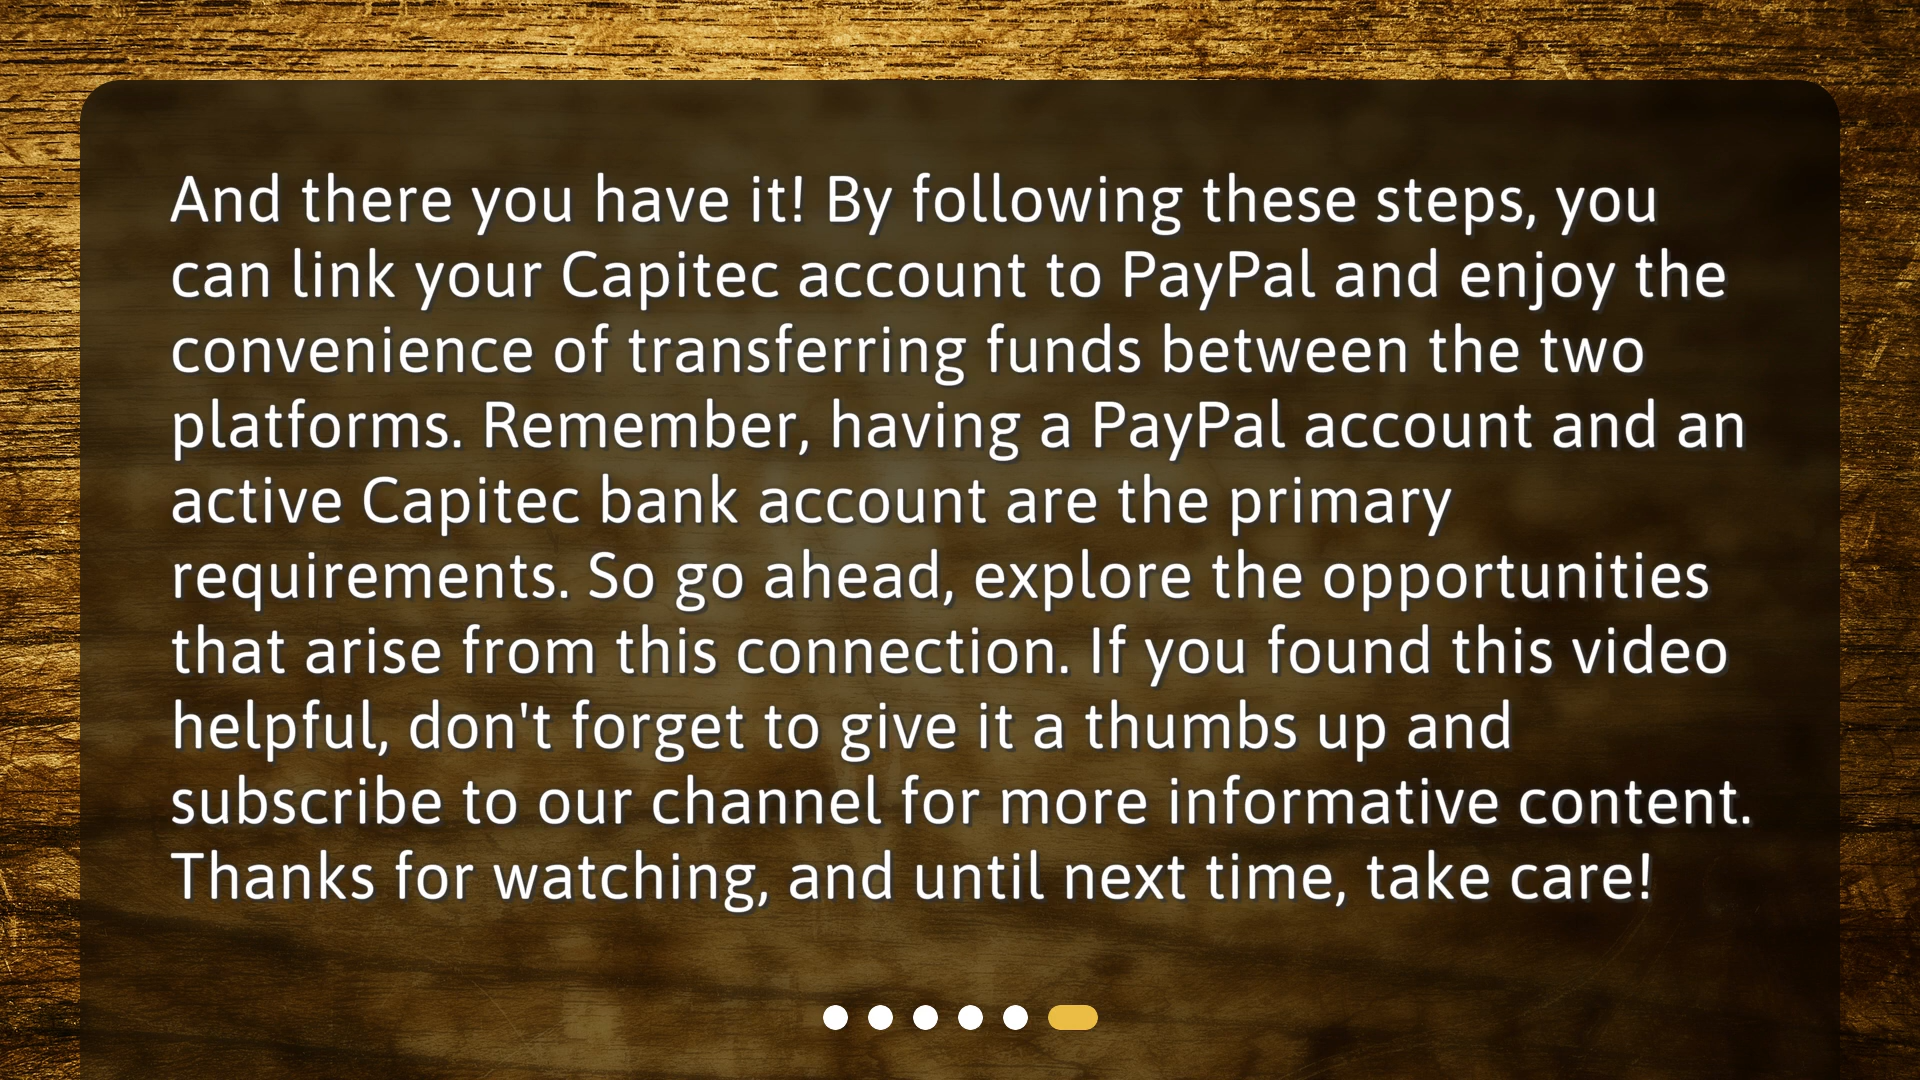 And there you have it! By following these steps, you
can link your Capitec account to PayPal and enjoy the
convenience of transferring funds between the two
platforms. Remember, having a PayPal account and an
active Capitec bank account are the primary
requirements. So go ahead, explore the opportunities
that arise from this connection. If you found this video
helpful, don't forget to give it a thumbs up and
subscribe to our channel for more informative content.
Thanks for watching, and until next time, take care!